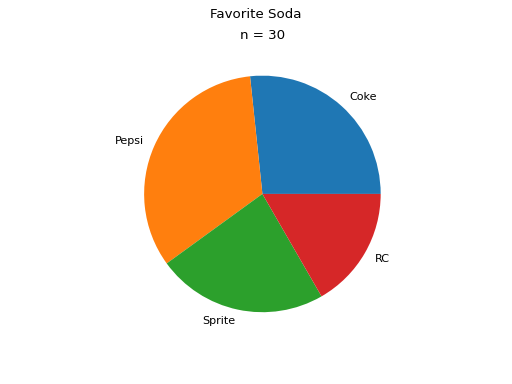 Favorite Soda
n = 30
Coke
Pepsi
RC
Sprite